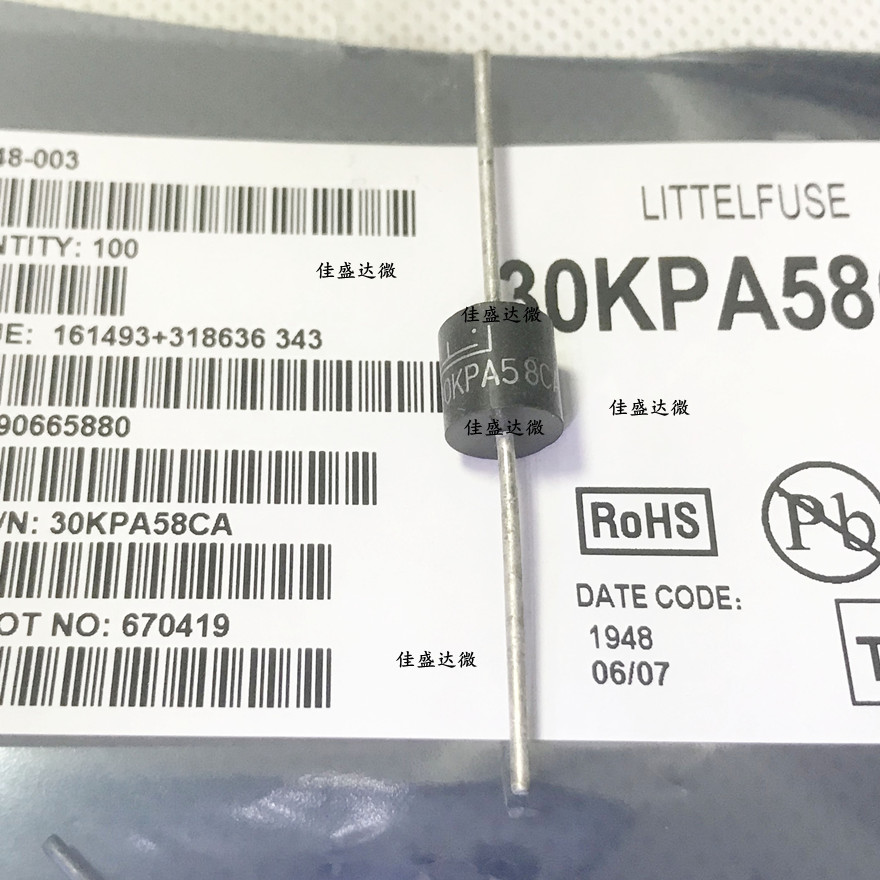 48-003
NTITY: 100
UE: 161493+318636 343
90665880
/N: 30KPA58CA
OT NO: 670419
佳盛达微
LITTELFUSE
30KPA58
佳盛达微
0KPA58C
佳盛达微
佳盛达微
RoHS
Pb
DATE CODE:
1948
06/07
T
佳盛达微